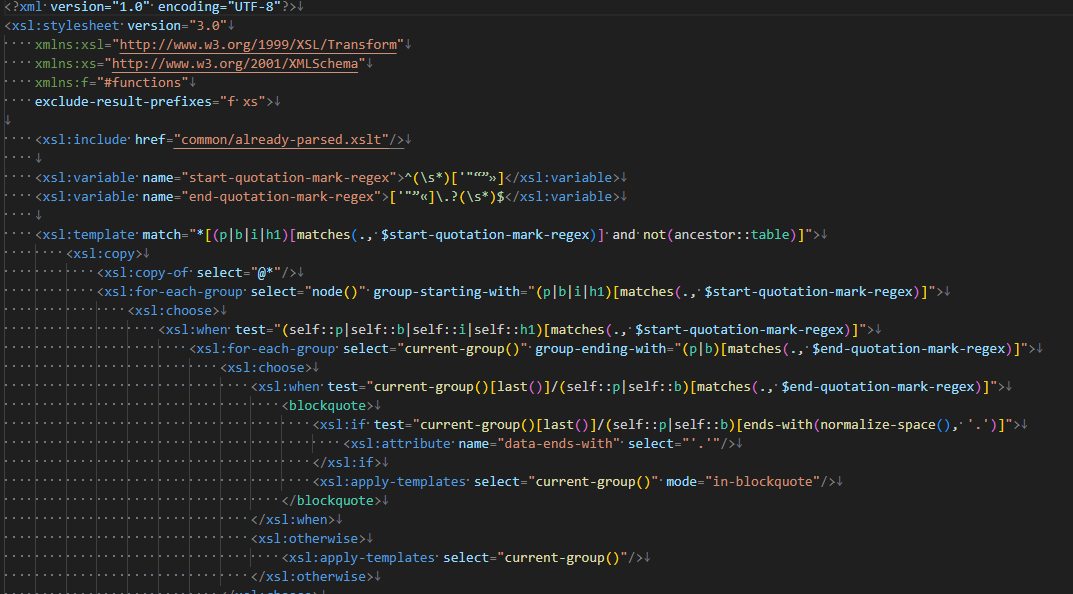 <?xml version="1.0" encoding="UTF-8"?>
<xsl:stylesheet version="3.0"
    xmlns:xsl="http://www.w3.org/1999/XSL/Transform"
    xmlns:xs="http://www.w3.org/2001/XMLSchema"
    xmlns:f="#functions"
    exclude-result-prefixes="f xs">

    <xsl:include href="common/already-parsed.xslt"/>
    
    <xsl:variable name="start-quotation-mark-regex">^(\s*)['"“”»]</xsl:variable>
    <xsl:variable name="end-quotation-mark-regex">['"”«]\.?(\s*)$</xsl:variable>
    
    <xsl:template match="*[(p|b|i|h1)[matches(., $start-quotation-mark-regex)] and not(ancestor::table)]">
        <xsl:copy>
            <xsl:copy-of select="@*"/>
            <xsl:for-each-group select="node()" group-starting-with="(p|b|i|h1)[matches(., $start-quotation-mark-regex)]">
                <xsl:choose>
                    <xsl:when test="(self::p|self::b|self::i|self::h1)[matches(., $start-quotation-mark-regex)]">
                        <xsl:for-each-group select="current-group()" group-ending-with="(p|b)[matches(., $end-quotation-mark-regex)]">
                            <xsl:choose>
                                <xsl:when test="current-group()[last()]/(self::p|self::b)[matches(., $end-quotation-mark-regex)]">
                                    <blockquote>
                                        <xsl:if test="current-group()[last()]/(self::p|self::b)[ends-with(normalize-space(), '.')]">
                                            <xsl:attribute name="data-ends-with" select="'.'"/>
                                        </xsl:if>
                                        <xsl:apply-templates select="current-group()" mode="in-blockquote"/>
                                    </blockquote>
                                </xsl:when>
                                <xsl:otherwise>
                                    <xsl:apply-templates select="current-group()"/>
                                </xsl:otherwise>